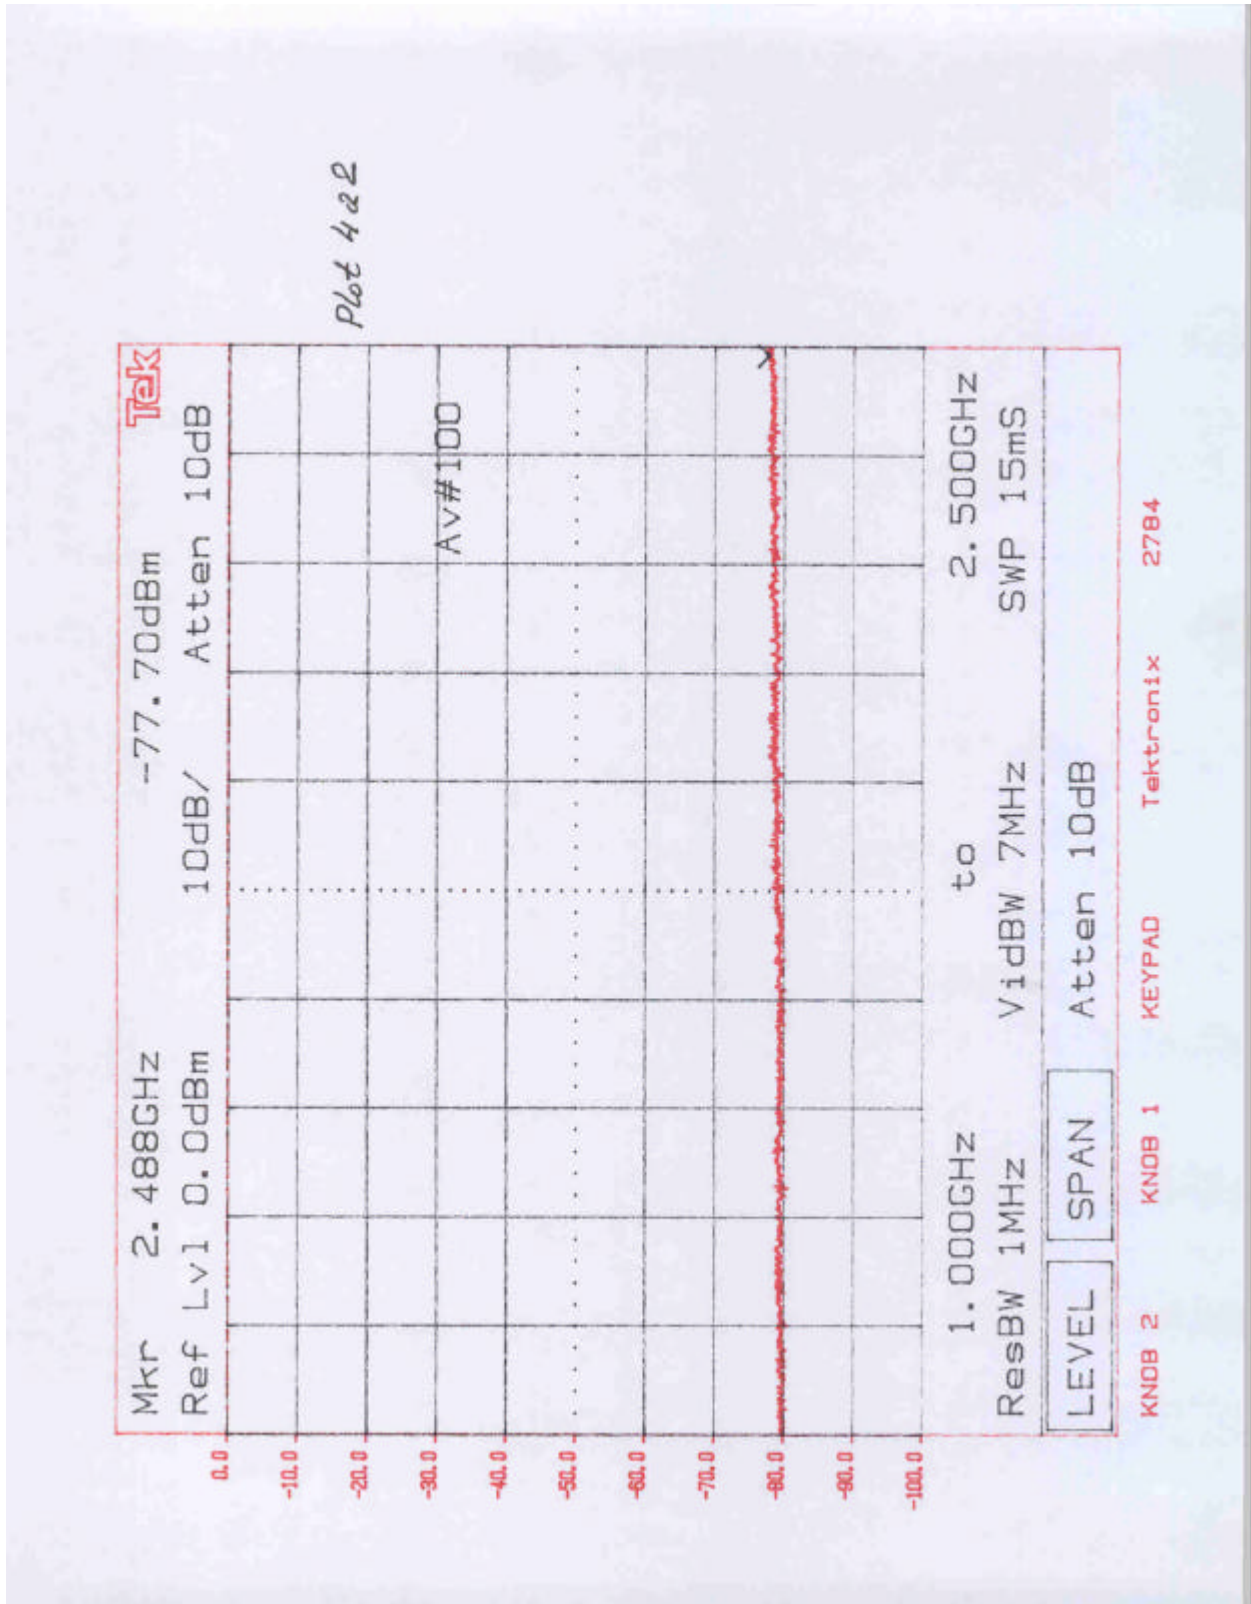 Plot 4a2
Mkr 2.488GHz -77.70dBm Tek
Ref Lvl 0.0dBm 10dB/ Atten 10dB
0.0
-10.0
-20.0
-30.0
Av#100
-40.0
-50.0
-60.0
-70.0
-80.0
-90.0
-100.0
1.000GHz to 2.500GHz
ResBW 1MHz VidBW 7MHz SWP 15mS
LEVEL SPAN Atten 10dB
KNOB 2 KNOB 1 KEYPAD Tektronix 2784